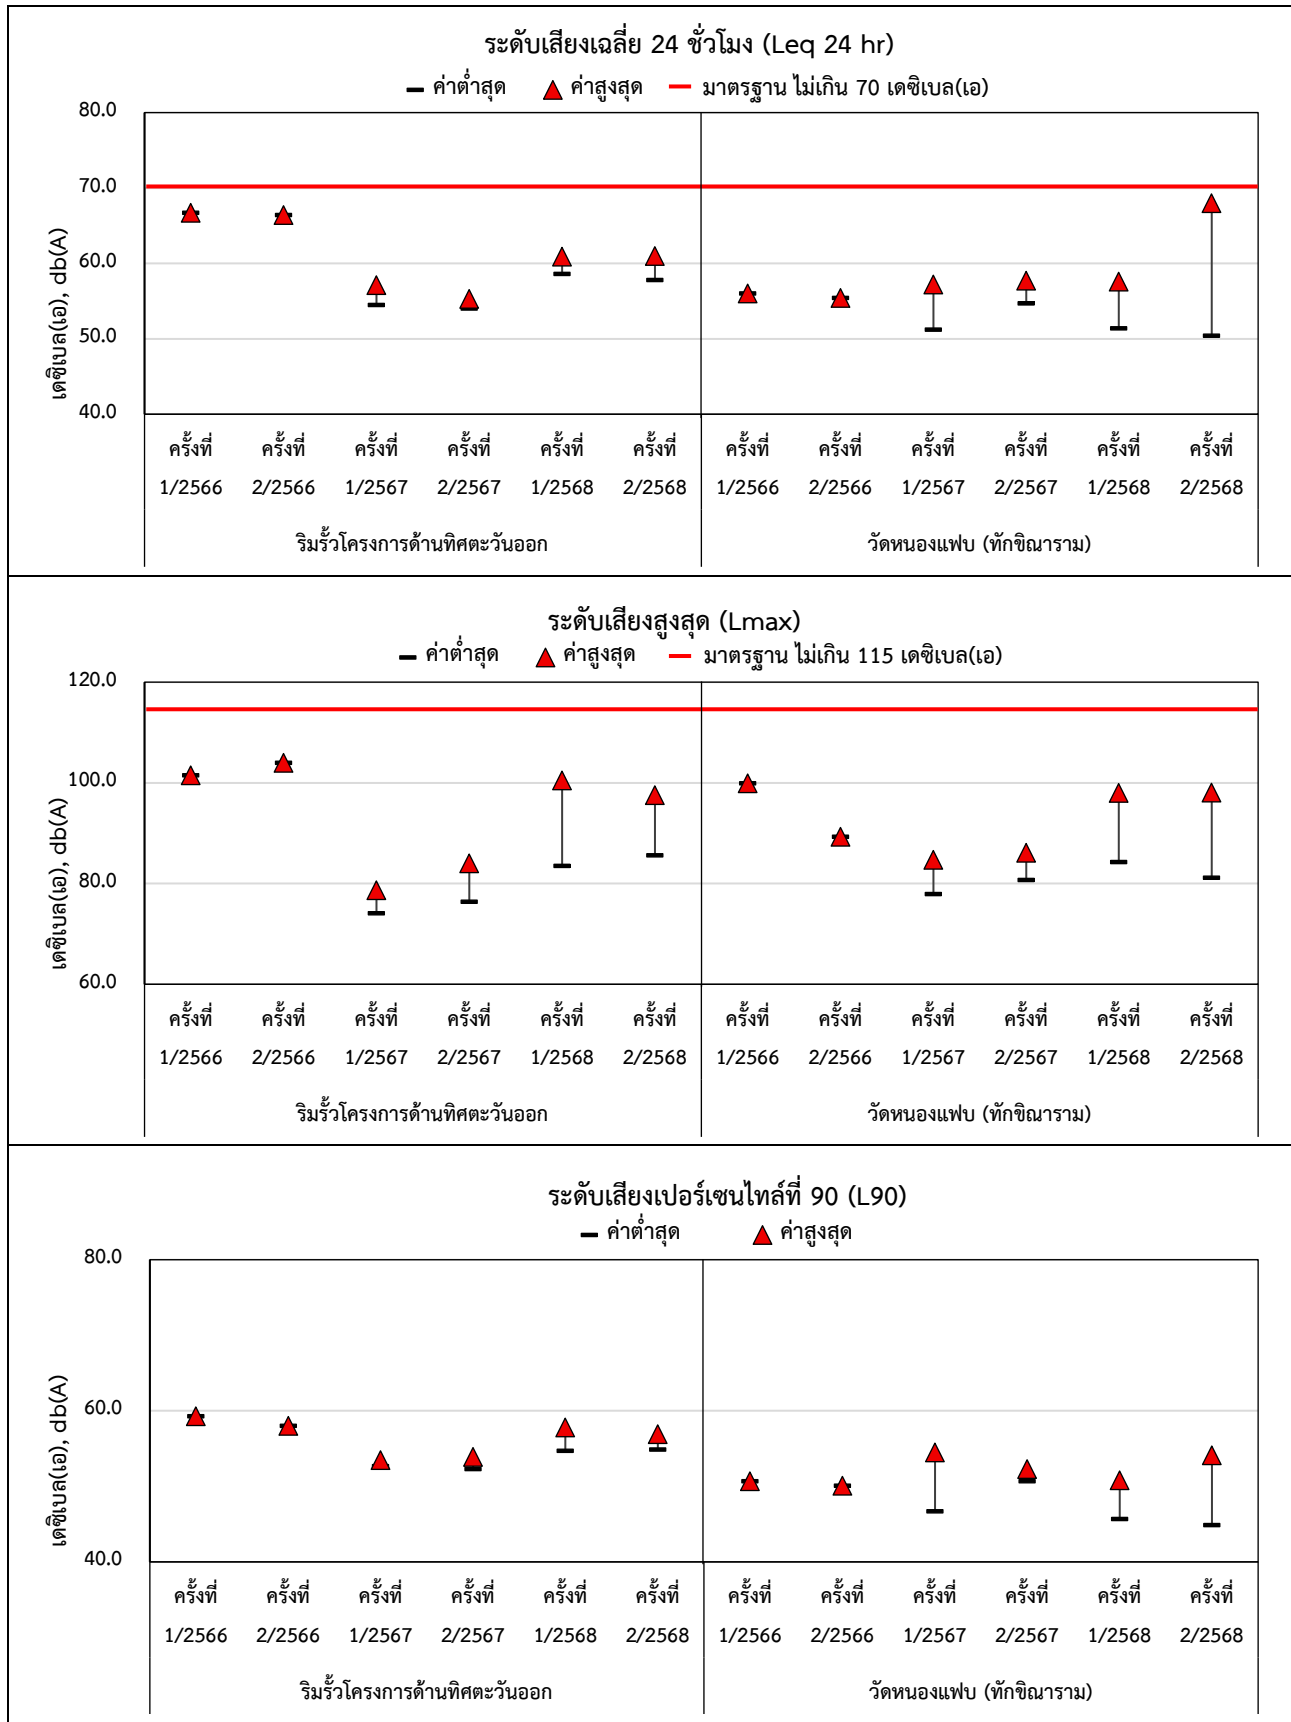 ระดับเสียงเฉลี่ย 24 ชั่วโมง (Leq 24 hr)
ค่าต่ำสุด ค่าสูงสุด มาตรฐาน ไม่เกิน 70 เดซิเบล(เอ)
80.0
70.0
60.0
50.0
40.0
เดซิเบล(เอ), db(A)
ครั้งที่ ครั้งที่ ครั้งที่ ครั้งที่ ครั้งที่ ครั้งที่ ครั้งที่ ครั้งที่ ครั้งที่ ครั้งที่ ครั้งที่ ครั้งที่
1/2566 2/2566 1/2567 2/2567 1/2568 2/2568 1/2566 2/2566 1/2567 2/2567 1/2568 2/2568
ริมรั้วโครงการด้านทิศตะวันออก วัดหนองแฟบ (ทักขิณาราม)
ระดับเสียงสูงสุด (Lmax)
ค่าต่ำสุด ค่าสูงสุด มาตรฐาน ไม่เกิน 115 เดซิเบล(เอ)
120.0
100.0
80.0
60.0
เดซิเบล(เอ), db(A)
ครั้งที่ ครั้งที่ ครั้งที่ ครั้งที่ ครั้งที่ ครั้งที่ ครั้งที่ ครั้งที่ ครั้งที่ ครั้งที่ ครั้งที่ ครั้งที่
1/2566 2/2566 1/2567 2/2567 1/2568 2/2568 1/2566 2/2566 1/2567 2/2567 1/2568 2/2568
ริมรั้วโครงการด้านทิศตะวันออก วัดหนองแฟบ (ทักขิณาราม)
ระดับเสียงเปอร์เซนไทล์ที่ 90 (L90)
ค่าต่ำสุด ค่าสูงสุด
80.0
60.0
40.0
เดซิเบล(เอ), db(A)
ครั้งที่ ครั้งที่ ครั้งที่ ครั้งที่ ครั้งที่ ครั้งที่ ครั้งที่ ครั้งที่ ครั้งที่ ครั้งที่ ครั้งที่ ครั้งที่
1/2566 2/2566 1/2567 2/2567 1/2568 2/2568 1/2566 2/2566 1/2567 2/2567 1/2568 2/2568
ริมรั้วโครงการด้านทิศตะวันออก วัดหนองแฟบ (ทักขิณาราม)